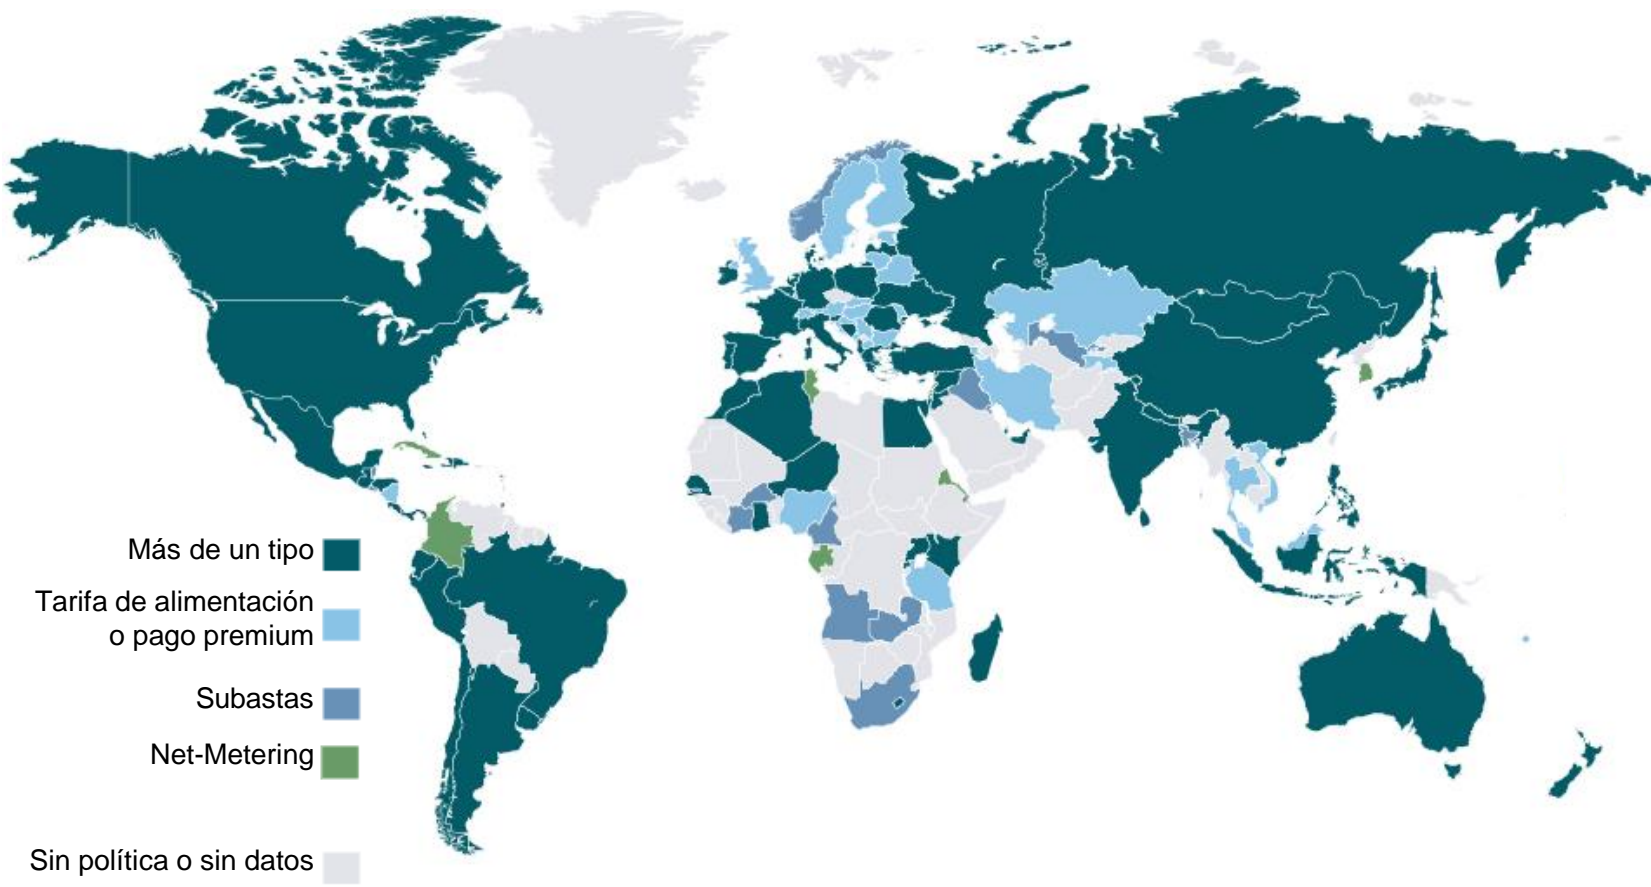 Más de un tipo
Tarifa de alimentación
o pago premium
Subastas
Net-Metering
Sin política o sin datos